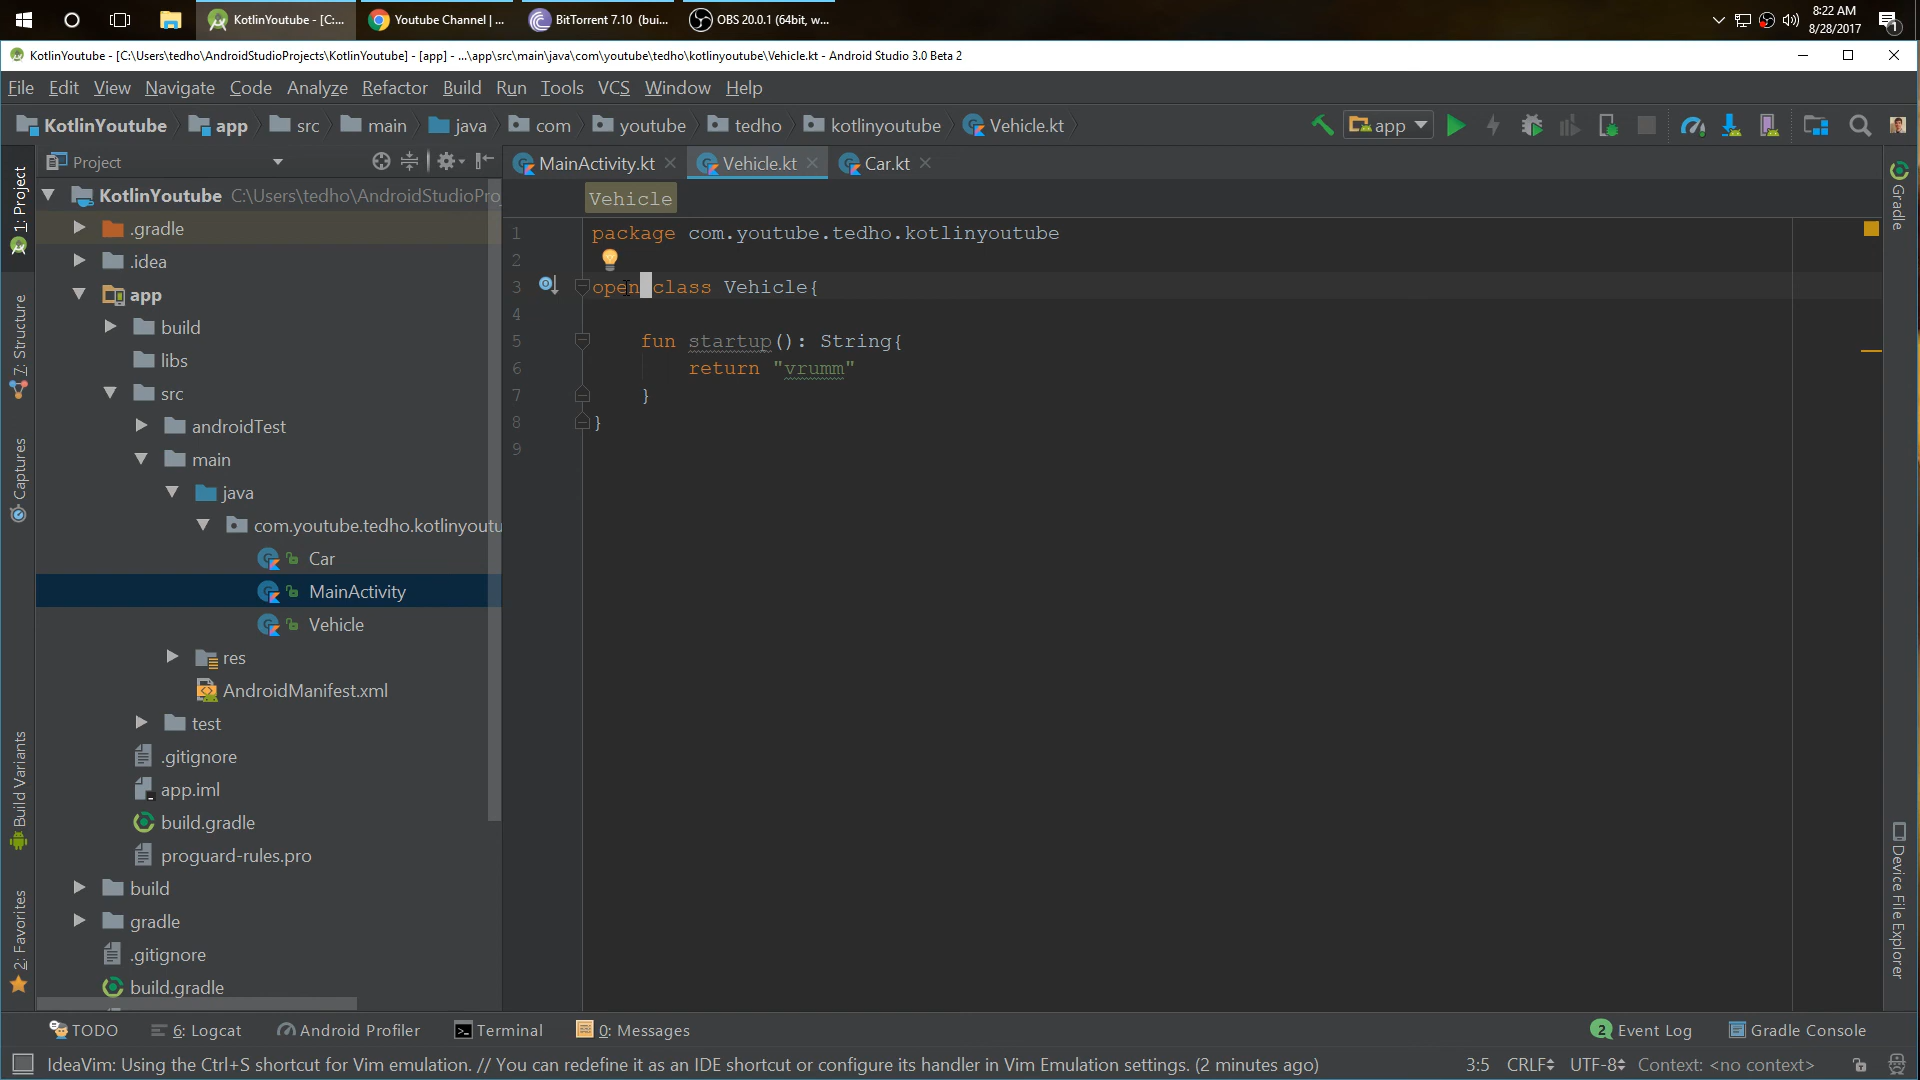 KotlinYoutube - [C:...
Youtube Channel | ...
BitTorrent 7.10 (bui...
OBS 20.0.1 (64bit, w...
8:22 AM
8/28/2017
1
KotlinYoutube - [C:\Users\tedho\AndroidStudioProjects\KotlinYoutube] - [app] - ...\app\src\main\java\com\youtube\tedho\kotlinyoutube\Vehicle.kt - Android Studio 3.0 Beta 2
File Edit View Navigate Code Analyze Refactor Build Run Tools VCS Window Help
KotlinYoutube app src main java com youtube tedho kotlinyoutube Vehicle.kt
app
Project
MainActivity.kt
Vehicle.kt
Car.kt
1: Project
7: Structure
Captures
Build Variants
2: Favorites
KotlinYoutube C:\Users\tedho\AndroidStudioPro
.gradle
.idea
app
build
libs
src
androidTest
main
java
com.youtube.tedho.kotlinyoutu
Car
MainActivity
Vehicle
res
AndroidManifest.xml
test
.gitignore
app.iml
build.gradle
proguard-rules.pro
build
gradle
.gitignore
build.gradle
Vehicle
1 package com.youtube.tedho.kotlinyoutube
2
3 open class Vehicle{
4
5 fun startup(): String{
6 return "vrumm"
7 }
8 }
9
Gradle
Device File Explorer
TODO
6: Logcat
Android Profiler
Terminal
0: Messages
2 Event Log
Gradle Console
IdeaVim: Using the Ctrl+S shortcut for Vim emulation. // You can redefine it as an IDE shortcut or configure its handler in Vim Emulation settings. (2 minutes ago)
3:5 CRLF UTF-8 Context: <no context>